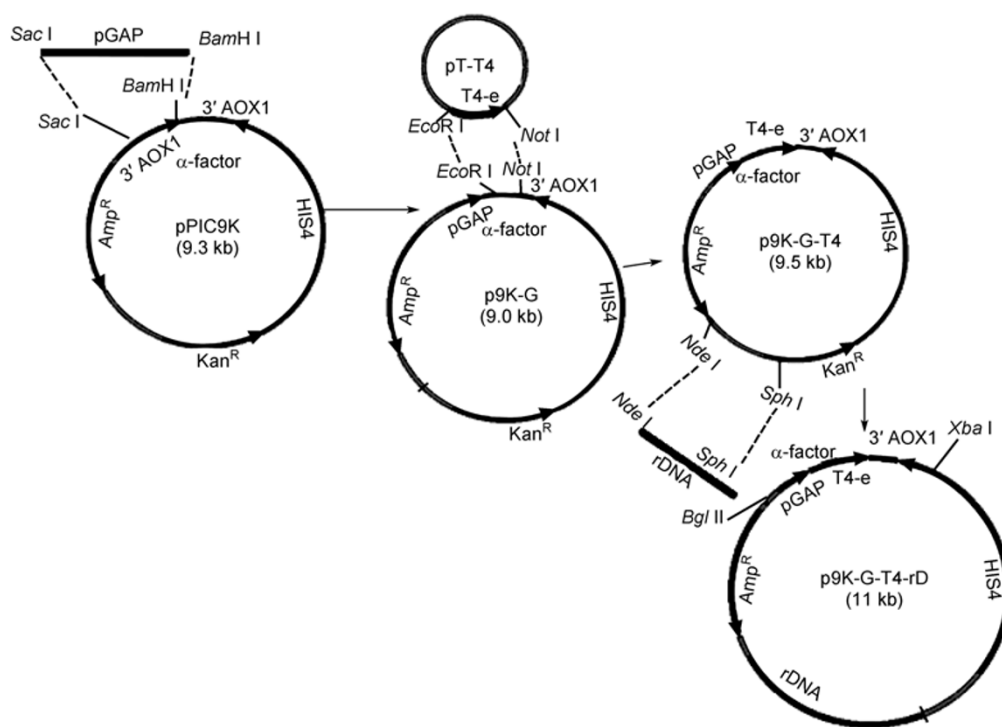 Sac I
pGAP
BamH I
BamH I
Sac I
3′ AOX1
3′ AOX1
α-factor
AmpR
HIS4
pPIC9K
(9.3 kb)
KanR
pT-T4
T4-e
EcoR I
Not I
EcoR I
Not I
3′ AOX1
pGAP
α-factor
AmpR
HIS4
p9K-G
(9.0 kb)
KanR
T4-e
3′ AOX1
pGAP
α-factor
AmpR
HIS4
p9K-G-T4
(9.5 kb)
Nde I
Sph I
KanR
Nde I
Sph I
rDNA
Bgl II
α-factor
3′ AOX1
Xba I
pGAP
T4-e
AmpR
HIS4
p9K-G-T4-rD
(11 kb)
rDNA